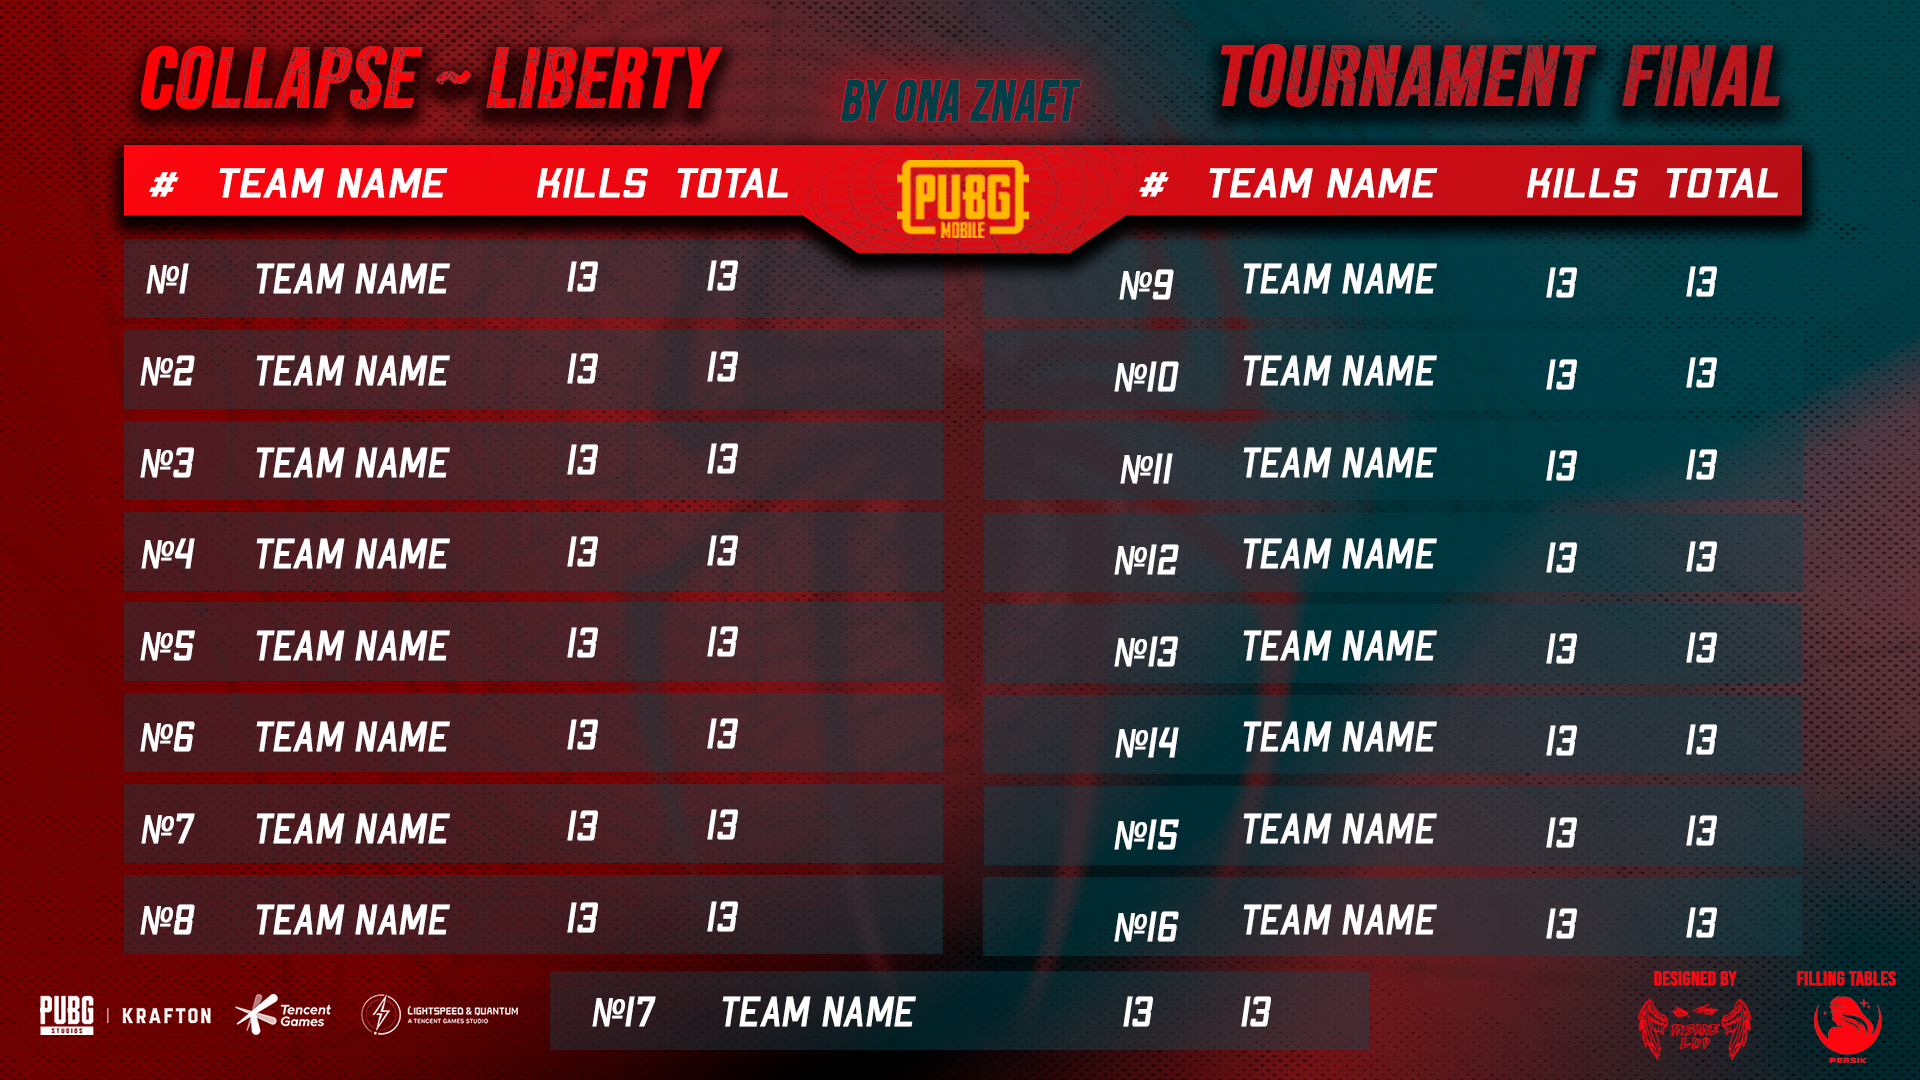 COLLAPSE ~ LIBERTY
BY ONA ZNAET
TOURNAMENT FINAL
# TEAM NAME KILLS TOTAL
PUBG
MOBILE
# TEAM NAME KILLS TOTAL
№1 TEAM NAME 13 13
№2 TEAM NAME 13 13
№3 TEAM NAME 13 13
№4 TEAM NAME 13 13
№5 TEAM NAME 13 13
№6 TEAM NAME 13 13
№7 TEAM NAME 13 13
№8 TEAM NAME 13 13
№9 TEAM NAME 13 13
№10 TEAM NAME 13 13
№11 TEAM NAME 13 13
№12 TEAM NAME 13 13
№13 TEAM NAME 13 13
№14 TEAM NAME 13 13
№15 TEAM NAME 13 13
№16 TEAM NAME 13 13
№17 TEAM NAME 13 13
PUBG
STUDIOS
KRAFTON
Tencent
Games
LIGHTSPEED & QUANTUM
A TENCENT GAMES STUDIO
DESIGNED BY
FILLING TABLES
PERSIK